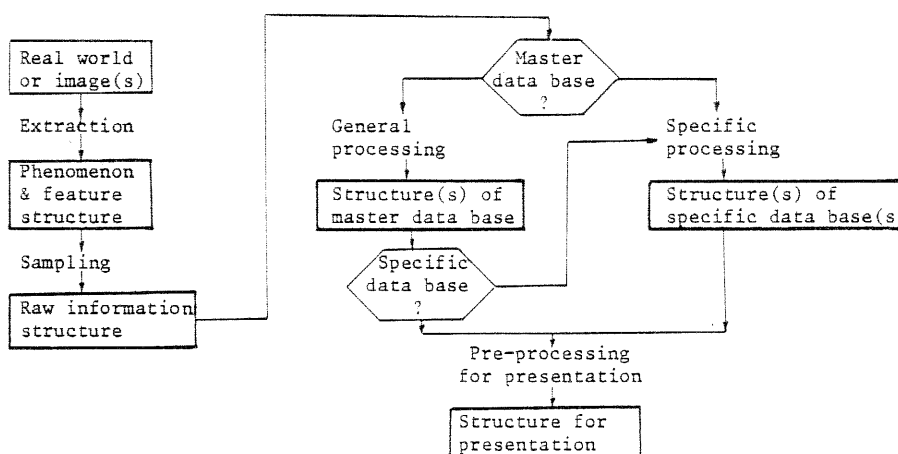 Real world
or image(s)
Extraction
Phenomenon
& feature
structure
Sampling
Raw information
structure
Master
data base
?
General
processing
Structure(s) of
master data base
Specific
data base
?
Specific
processing
Structure(s) of
specific data base(s
Pre-processing
for presentation
Structure for
presentation